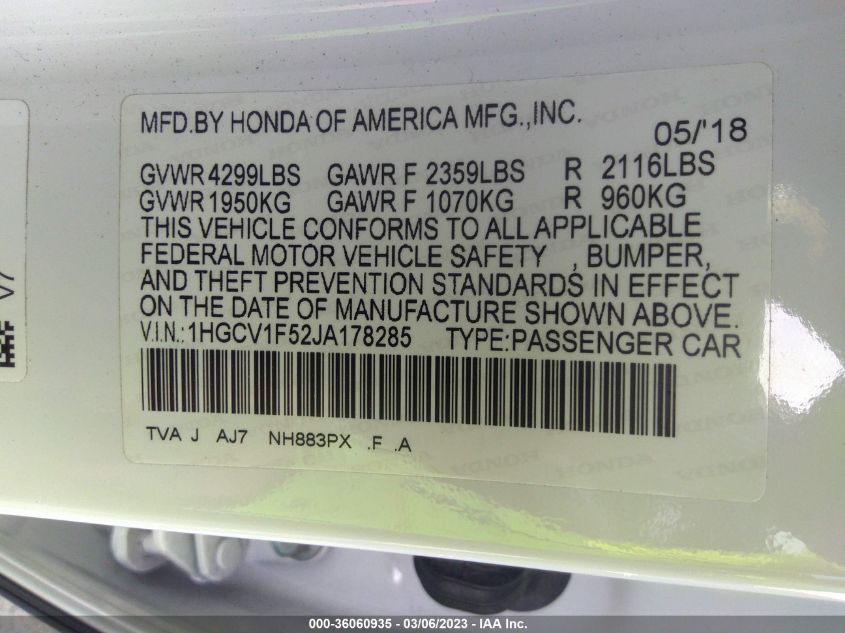 MFD.BY HONDA OF AMERICA MFG.,INC. 05/'18
GVWR 4299LBS GAWR F 2359LBS R 2116LBS
GVWR 1950KG GAWR F 1070KG R 960KG
THIS VEHICLE CONFORMS TO ALL APPLICABLE
FEDERAL MOTOR VEHICLE SAFETY , BUMPER,
AND THEFT PREVENTION STANDARDS IN EFFECT
ON THE DATE OF MANUFACTURE SHOWN ABOVE.
V.I.N.:1HGCV1F52JA178285 TYPE:PASSENGER CAR
TVA J AJ7 NH883PX .F .A
V7
000-36060935 - 03/06/2023 - IAA Inc.